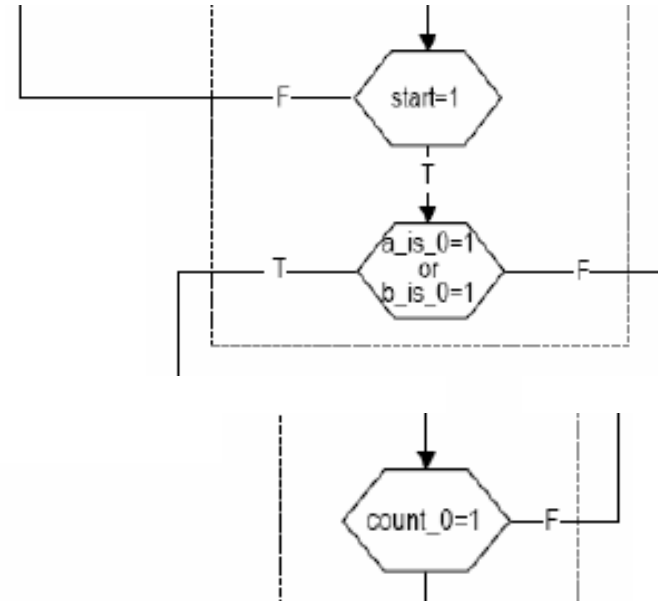 F
start=1
T
a_is_0=1
or
T
F
b_is_0=1
count_0=1
F